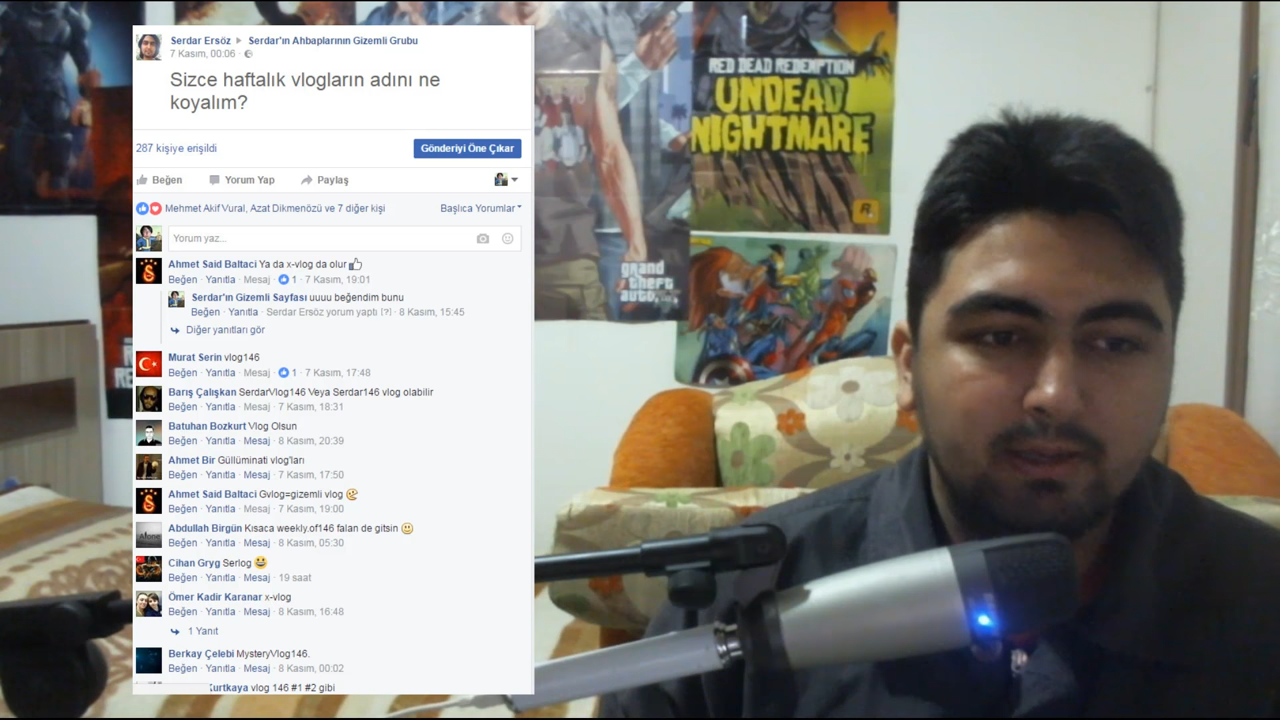 Serdar Ersöz ▸ Serdar'ın Ahbaplarının Gizemli Grubu
7 Kasım, 00:06 ·
Sizce haftalık vlogların adını ne
koyalım?
287 kişiye erişildi
Gönderiyi Öne Çıkar
Beğen Yorum Yap Paylaş
Mehmet Akif Vural, Azat Dikmenözü ve 7 diğer kişi
Başlıca Yorumlar
Yorum yaz...
Ahmet Said Baltaci Ya da x-vlog da olur 👍
Beğen · Yanıtla · Mesaj · 1 · 7 Kasım, 19:01
Serdar'ın Gizemli Sayfası uuuu beğendim bunu
Beğen · Yanıtla · Serdar Ersöz yorum yaptı [?] · 8 Kasım, 15:45
Diğer yanıtları gör
Murat Serin vlog146
Beğen · Yanıtla · Mesaj · 1 · 7 Kasım, 17:48
Barış Çalışkan SerdarVlog146 Veya Serdar146 vlog olabilir
Beğen · Yanıtla · Mesaj · 7 Kasım, 18:31
Batuhan Bozkurt Vlog Olsun
Beğen · Yanıtla · Mesaj · 8 Kasım, 20:39
Ahmet Bir Güllüminati vlog'ları
Beğen · Yanıtla · Mesaj · 7 Kasım, 17:50
Ahmet Said Baltaci Gvlog=gizemli vlog
Beğen · Yanıtla · Mesaj · 7 Kasım, 19:00
Abdullah Birgün Kısaca weekly.of146 falan de gitsin 🙂
Beğen · Yanıtla · Mesaj · 8 Kasım, 05:30
Cihan Gryg Serlog 😃
Beğen · Yanıtla · Mesaj · 19 saat
Ömer Kadir Karanar x-vlog
Beğen · Yanıtla · Mesaj · 8 Kasım, 16:48
1 Yanıt
Berkay Çelebi MysteryVlog146.
Beğen · Yanıtla · Mesaj · 8 Kasım, 00:02
Kurtkaya vlog 146 #1 #2 gibi
RED DEAD REDEMPTION
UNDEAD
NIGHTMARE
R
grand
theft
auto